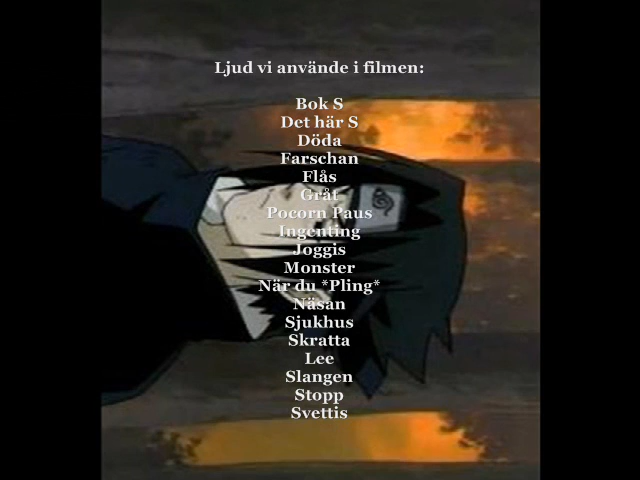 Ljud vi använde i filmen:
Bok S
Det här S
Döda
Farschan
Flås
Gråt
Pocorn Paus
Ingenting
Joggis
Monster
När du *Pling*
Näsan
Sjukhus
Skratta
Lee
Slangen
Stopp
Svettis